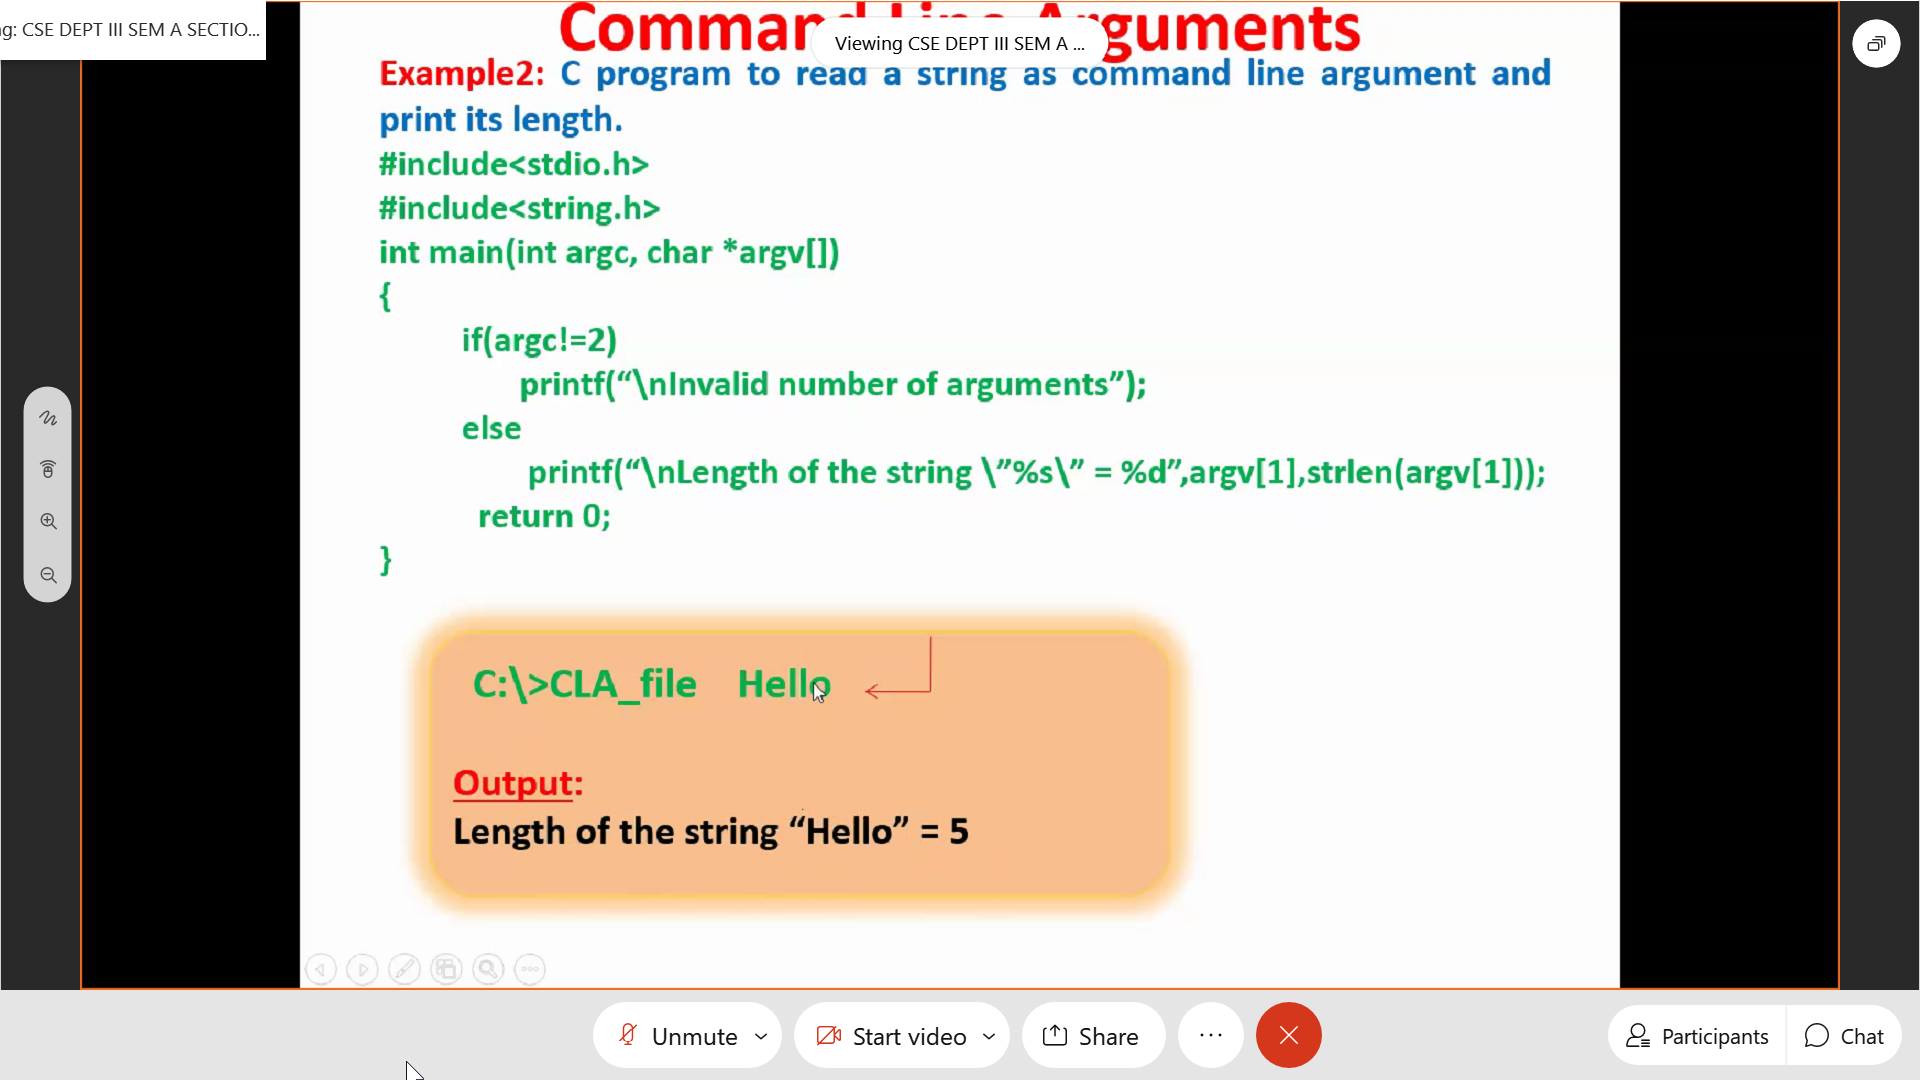 g: CSE DEPT III SEM A SECTIO...
Command Line Arguments
Viewing CSE DEPT III SEM A ...
Example2: C program to read a string as command line argument and
print its length.
#include<stdio.h>
#include<string.h>
int main(int argc, char *argv[])
{
if(argc!=2)
printf(“\nInvalid number of arguments”);
else
printf(“\nLength of the string \”%s\” = %d”,argv[1],strlen(argv[1]));
return 0;
}
C:\>CLA_file Hello
Output:
Length of the string “Hello” = 5
Unmute
Start video
Share
Participants
Chat